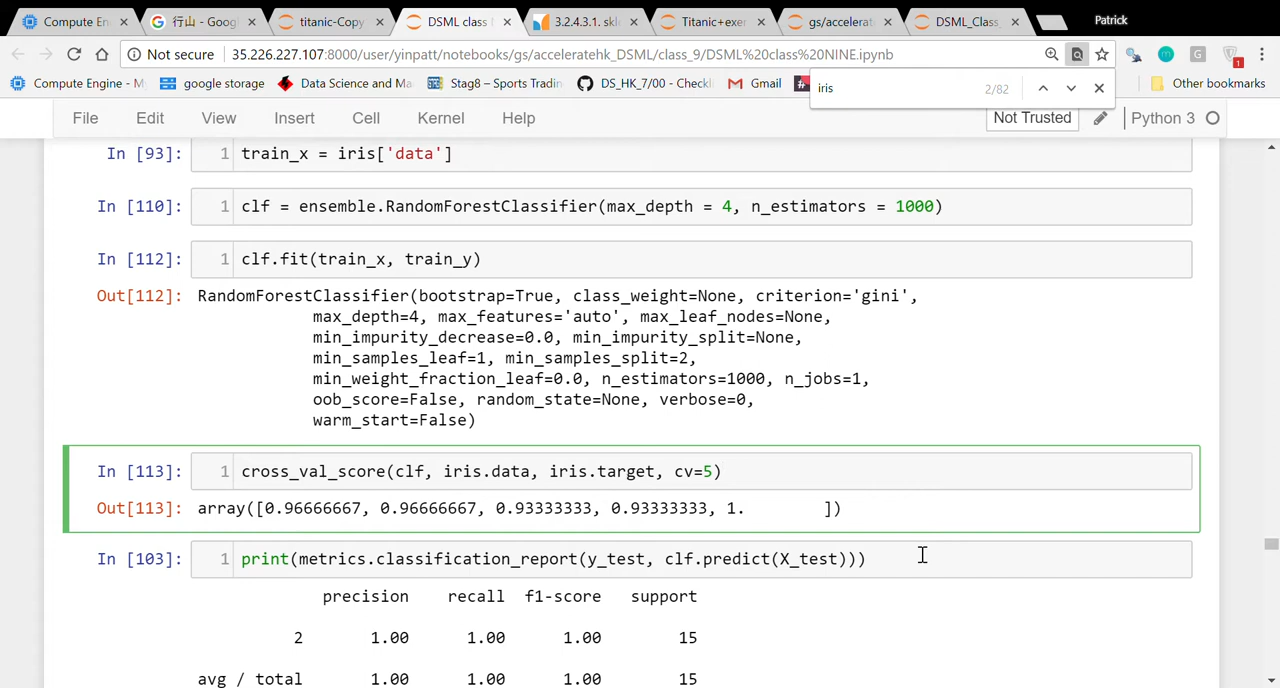 Compute En
行山 - Goog
titanic-Copy
DSML class N
3.2.4.3.1. skl
Titanic+exer
gs/accelerat
DSML_Class_
Patrick
Not secure
35.226.227.107:8000/user/yinpatt/notebooks/gs/acceleratehk_DSML/class_9/DSML%20class%20NINE.ipynb
Compute Engine - My
google storage
Data Science and Ma
Stag8 – Sports Tradin
DS_HK_7/00 - Checkl
Gmail
Other bookmarks
iris
2/82
File
Edit
View
Insert
Cell
Kernel
Help
Not Trusted
Python 3
In [93]: 1 train_x = iris['data']
In [110]: 1 clf = ensemble.RandomForestClassifier(max_depth = 4, n_estimators = 1000)
In [112]: 1 clf.fit(train_x, train_y)
Out[112]: RandomForestClassifier(bootstrap=True, class_weight=None, criterion='gini',
max_depth=4, max_features='auto', max_leaf_nodes=None,
min_impurity_decrease=0.0, min_impurity_split=None,
min_samples_leaf=1, min_samples_split=2,
min_weight_fraction_leaf=0.0, n_estimators=1000, n_jobs=1,
oob_score=False, random_state=None, verbose=0,
warm_start=False)
In [113]: 1 cross_val_score(clf, iris.data, iris.target, cv=5)
Out[113]: array([0.96666667, 0.96666667, 0.93333333, 0.93333333, 1. ])
In [103]: 1 print(metrics.classification_report(y_test, clf.predict(X_test)))
precision recall f1-score support
2 1.00 1.00 1.00 15
avg / total 1.00 1.00 1.00 15